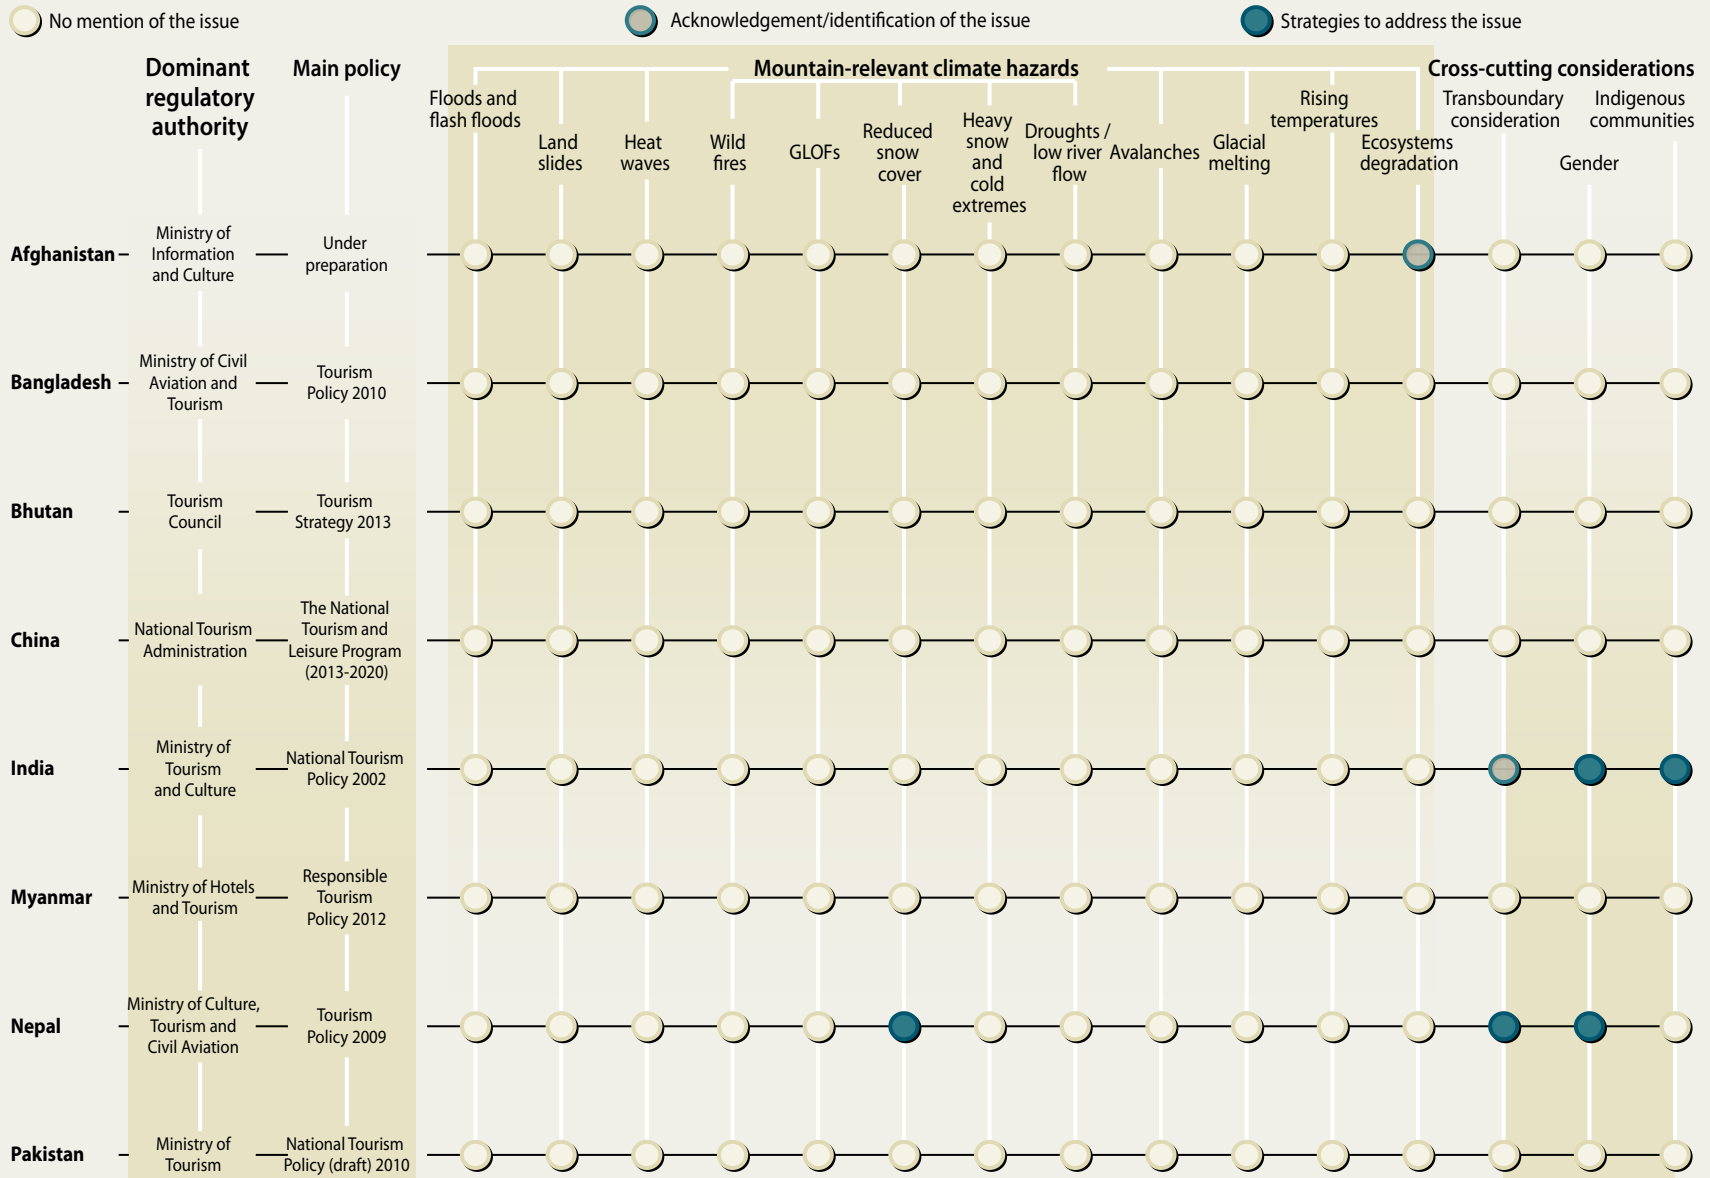 No mention of the issue
Acknowledgement/identification of the issue
Strategies to address the issue
Dominant
regulatory
authority
Main policy
Mountain-relevant climate hazards
Cross-cutting considerations
Floods and
flash floods
Land
slides
Heat
waves
Wild
fires
GLOFs
Reduced
snow
cover
Heavy
snow
and
cold
extremes
Droughts /
low river
flow
Avalanches
Glacial
melting
Rising
temperatures
Ecosystems
degradation
Transboundary
consideration
Gender
Indigenous
communities
Afghanistan
Ministry of
Information
and Culture
Under
preparation
Bangladesh
Ministry of Civil
Aviation and
Tourism
Tourism
Policy 2010
Bhutan
Tourism
Council
Tourism
Strategy 2013
China
National Tourism
Administration
The National
Tourism and
Leisure Program
(2013-2020)
India
Ministry of
Tourism
and Culture
National Tourism
Policy 2002
Myanmar
Ministry of Hotels
and Tourism
Responsible
Tourism
Policy 2012
Nepal
Ministry of Culture,
Tourism and
Civil Aviation
Tourism
Policy 2009
Pakistan
Ministry of
Tourism
National Tourism
Policy (draft) 2010